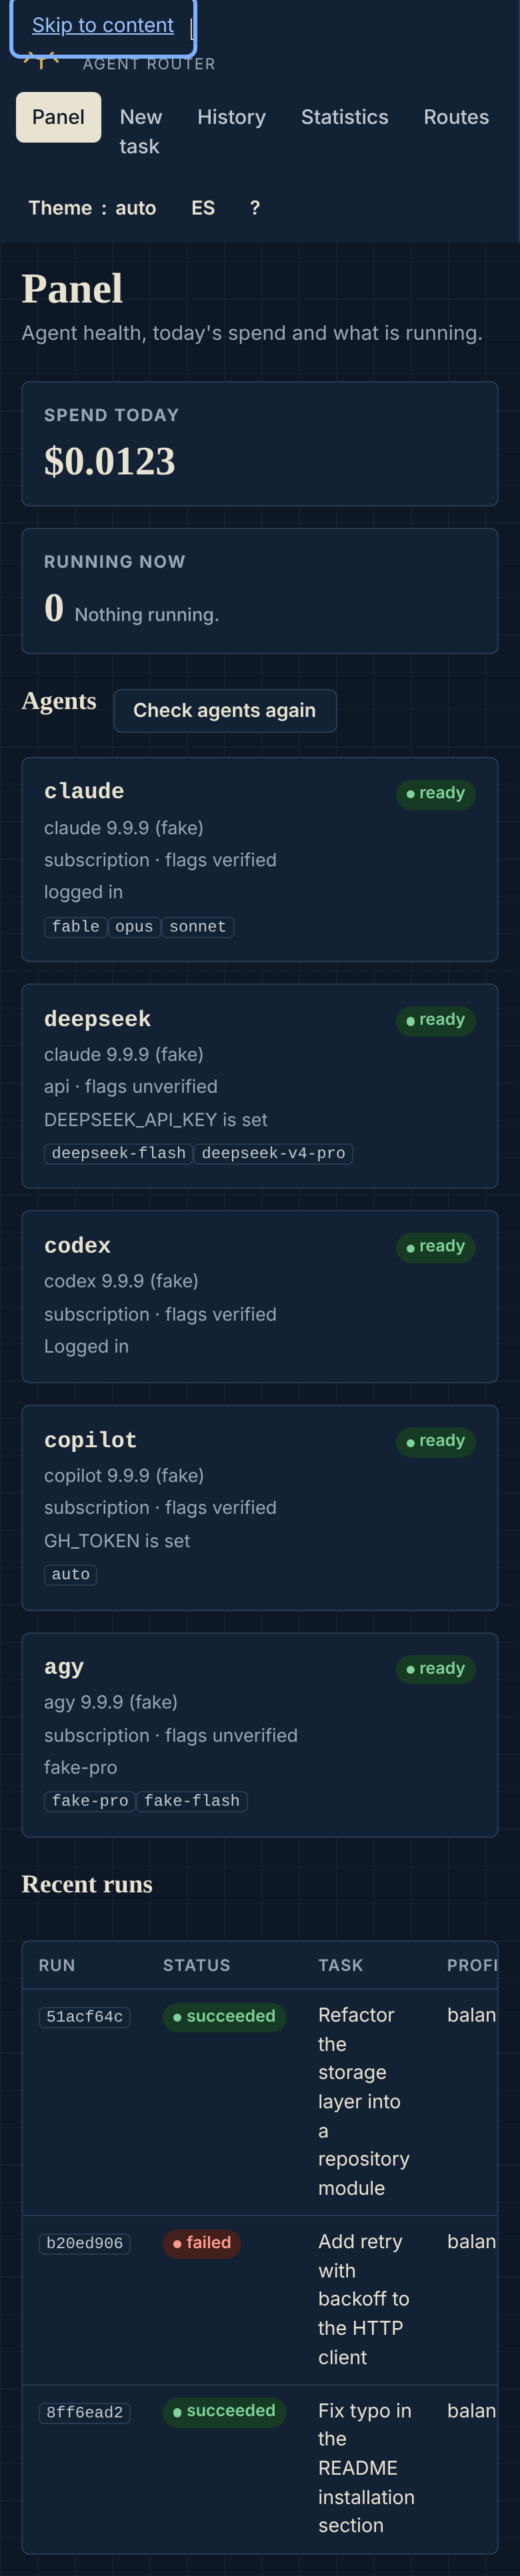 Skip to content
AGENT ROUTER
Panel New task History Statistics Routes
Theme : auto ES ?
Panel
Agent health, today's spend and what is running.
SPEND TODAY
$0.0123
RUNNING NOW
0 Nothing running.
Agents Check agents again
claude ready
claude 9.9.9 (fake)
subscription · flags verified
logged in
fable opus sonnet
deepseek ready
claude 9.9.9 (fake)
api · flags unverified
DEEPSEEK_API_KEY is set
deepseek-flash deepseek-v4-pro
codex ready
codex 9.9.9 (fake)
subscription · flags verified
Logged in
copilot ready
copilot 9.9.9 (fake)
subscription · flags verified
GH_TOKEN is set
auto
agy ready
agy 9.9.9 (fake)
subscription · flags unverified
fake-pro
fake-pro fake-flash
Recent runs
RUN STATUS TASK PROFI
51acf64c succeeded Refactor balan
the
storage
layer into
a
repository
module
b20ed906 failed Add retry balan
with
backoff to
the HTTP
client
8ff6ead2 succeeded Fix typo in balan
the
README
installation
section